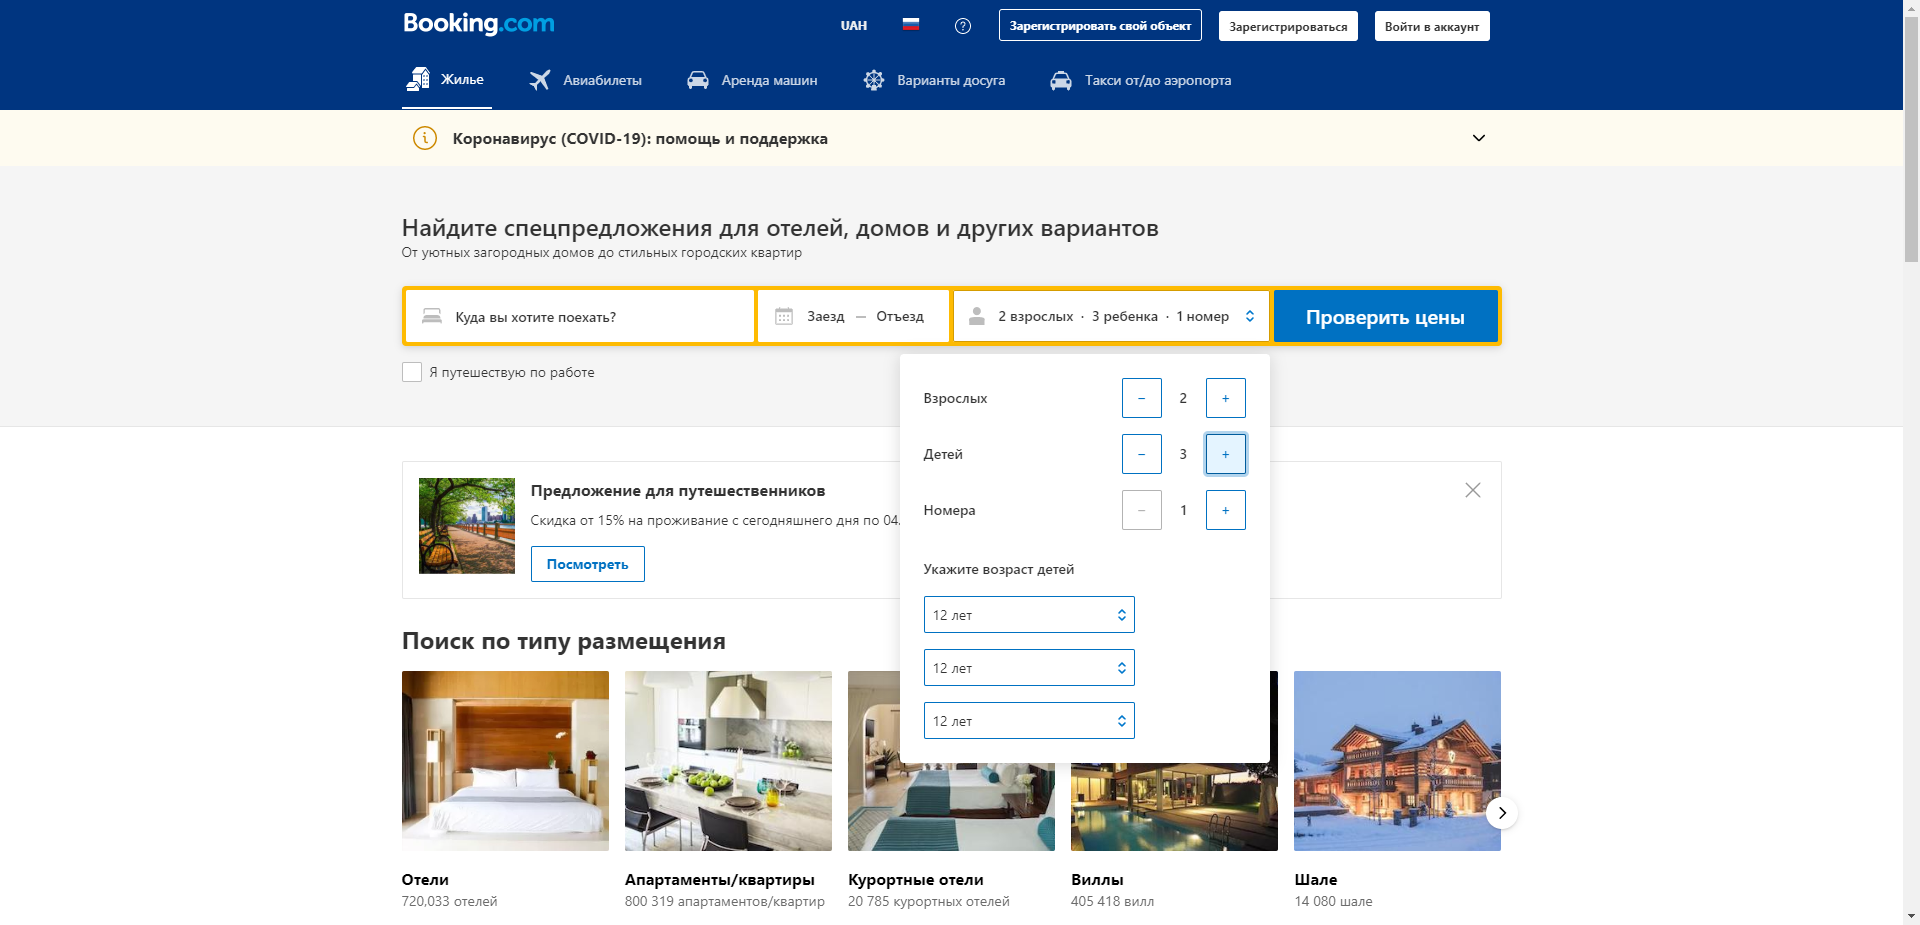 Booking.com
UAH
Зарегистрировать свой объект
Зарегистрироваться
Войти в аккаунт
Жилье
Авиабилеты
Аренда машин
Варианты досуга
Такси от/до аэропорта
Коронавирус (COVID-19): помощь и поддержка
Найдите спецпредложения для отелей, домов и других вариантов
От уютных загородных домов до стильных городских квартир
Куда вы хотите поехать?
Заезд — Отъезд
2 взрослых · 3 ребенка · 1 номер
Проверить цены
Я путешествую по работе
Взрослых − 2 +
Детей − 3 +
Номера − 1 +
Укажите возраст детей
12 лет
12 лет
12 лет
Предложение для путешественников
Скидка от 15% на проживание с сегодняшнего дня по 04.
Посмотреть
Поиск по типу размещения
Отели
720,033 отелей
Апартаменты/квартиры
800 319 апартаментов/квартир
Курортные отели
20 785 курортных отелей
Виллы
405 418 вилл
Шале
14 080 шале